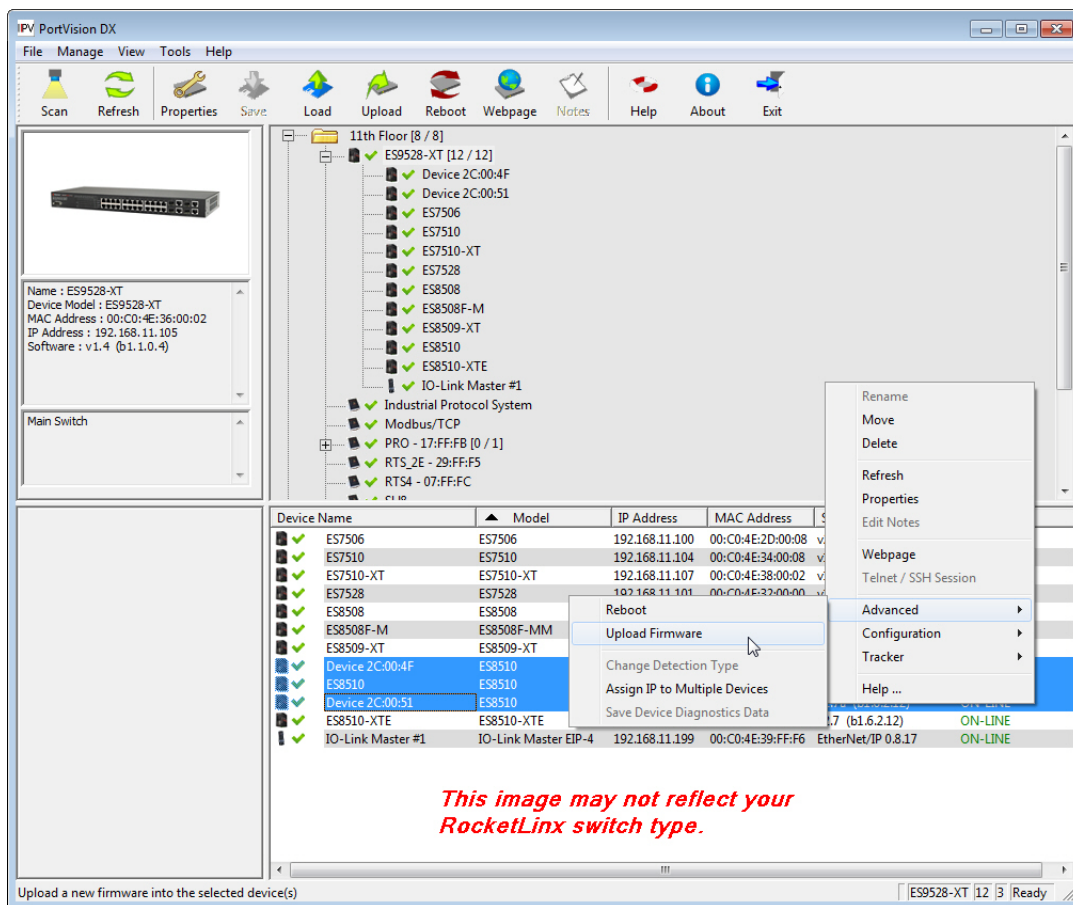 IPV PortVision DX
File Manage View Tools Help
Scan Refresh Properties Save Load Upload Reboot Webpage Notes Help About Exit
Name : ES9528-XT
Device Model : ES9528-XT
MAC Address : 00:C0:4E:36:00:02
IP Address : 192.168.11.105
Software : v1.4 (b1.1.0.4)
Main Switch
11th Floor [8 / 8]
ES9528-XT [12 / 12]
Device 2C:00:4F
Device 2C:00:51
ES7506
ES7510
ES7510-XT
ES7528
ES8508
ES8508F-M
ES8509-XT
ES8510
ES8510-XTE
IO-Link Master #1
Industrial Protocol System
Modbus/TCP
PRO - 17:FF:FB [0 / 1]
RTS_2E - 29:FF:F5
RTS4 - 07:FF:FC
Device Name Model IP Address MAC Address
ES7506 ES7506 192.168.11.100 00:C0:4E:2D:00:08
ES7510 ES7510 192.168.11.104 00:C0:4E:34:00:08
ES7510-XT ES7510-XT 192.168.11.107 00:C0:4E:38:00:02
ES7528 ES7528 192.168.11.101 00:C0:4E:32:00:00
ES8508 ES8508
ES8508F-M ES8508F-MM
ES8509-XT ES8509-XT
Device 2C:00:4F ES8510
ES8510 ES8510
Device 2C:00:51 ES8510
ES8510-XTE ES8510-XTE (b1.6.2.12) ON-LINE
IO-Link Master #1 IO-Link Master EIP-4 192.168.11.199 00:C0:4E:39:FF:F6 EtherNet/IP 0.8.17 ON-LINE
Rename
Move
Delete
Refresh
Properties
Edit Notes
Webpage
Telnet / SSH Session
Advanced
Configuration
Tracker
Help ...
Reboot
Upload Firmware
Change Detection Type
Assign IP to Multiple Devices
Save Device Diagnostics Data
This image may not reflect your
RocketLinx switch type.
Upload a new firmware into the selected device(s)
ES9528-XT 12 3 Ready